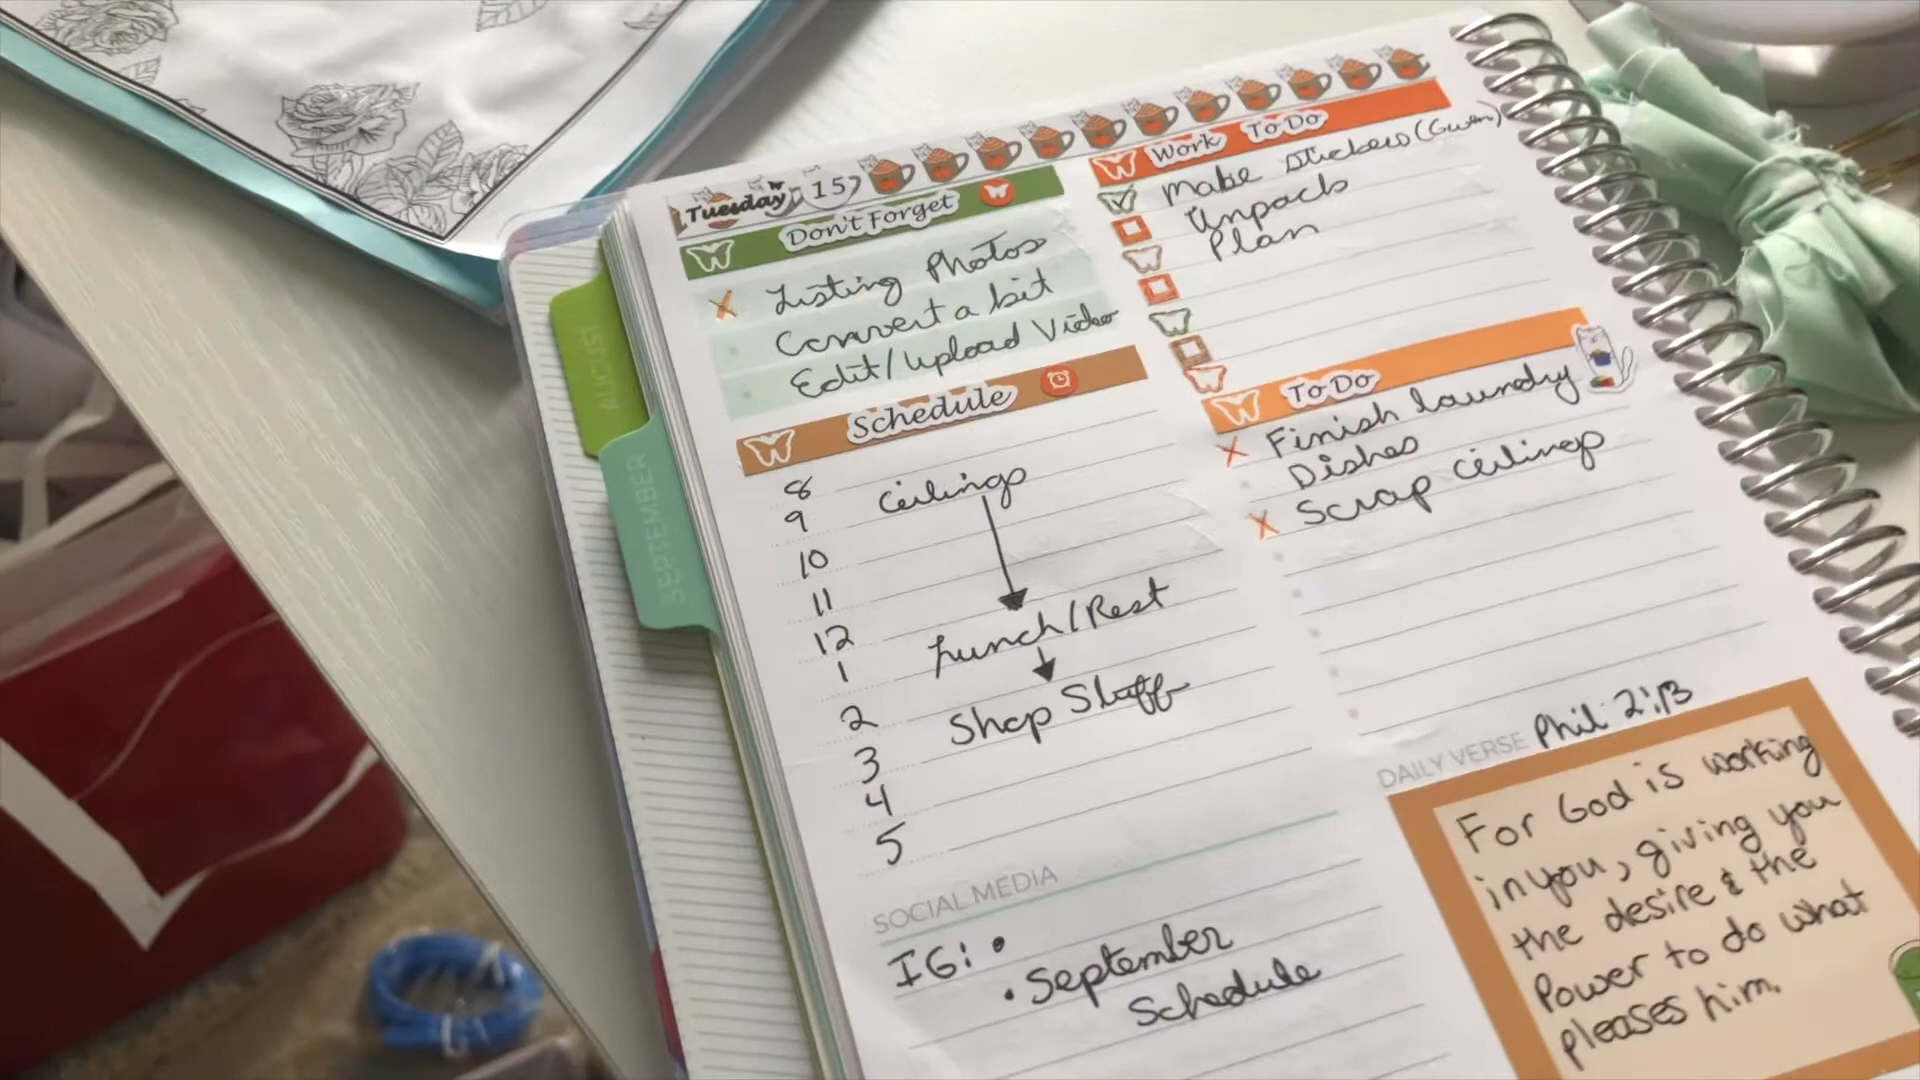 AUGUST
SEPTEMBER
Tuesday 15
Don't Forget
Listing Photos
Convert a bit
Edit/Upload Video
Schedule
8
Ceilings
9
10
11
12
Lunch/Rest
1
2
Shop Stuff
3
4
5
SOCIAL MEDIA
IG:
• September
Schedule
Work To Do
Make stickers (Gwen)
Unpack
Plan
To Do
Finish laundry
Dishes
Scrap ceilings
DAILY VERSE Phil. 2:13
For God is working
in you, giving you
the desire & the
Power to do what
pleases him.